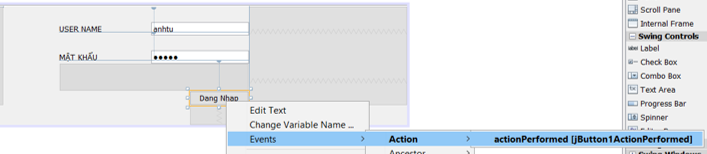 Scroll Pane
Internal Frame
Swing Controls
USER NAME
anhtu
Label
Check Box
MẬT KHẨU
Combo Box
Text Area
Dang Nhap
Progress Bar
Edit Text
Spinner
Change Variable Name ...
Events
Action
actionPerformed [jButton1ActionPerformed]